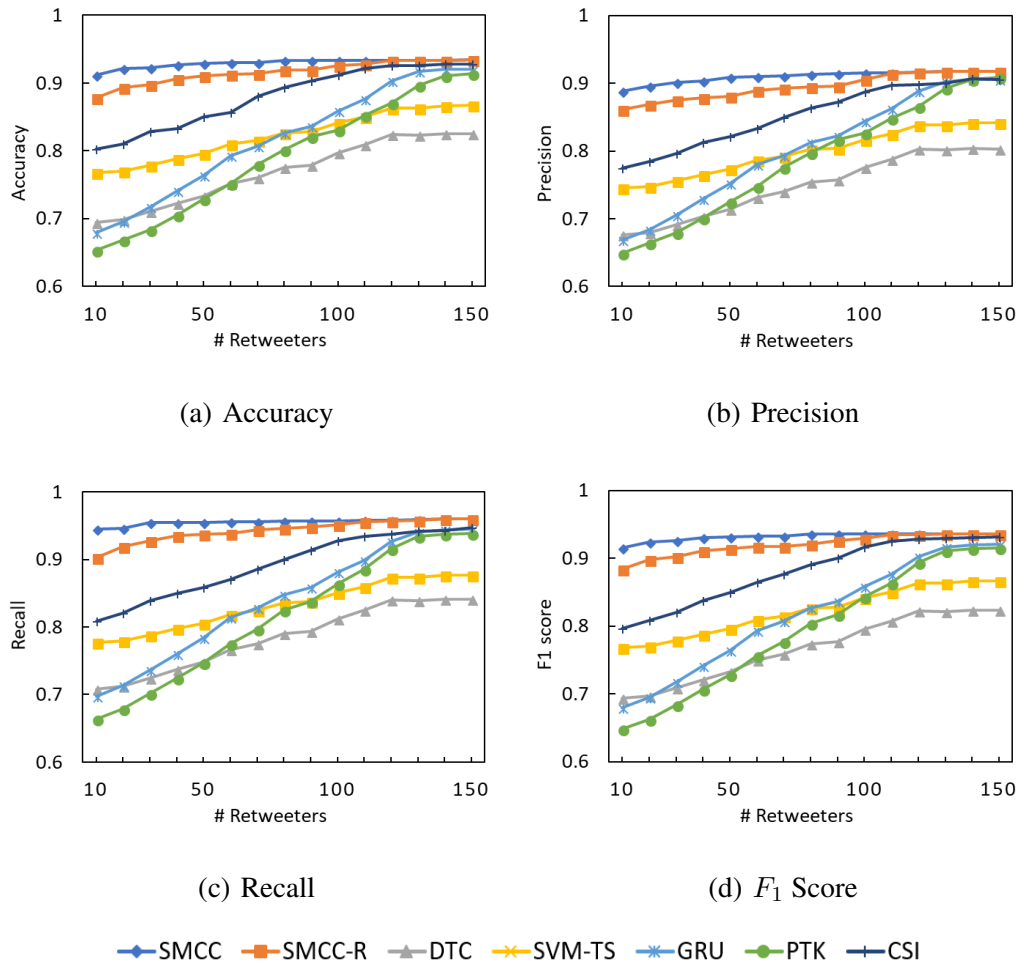 1
0.9
0.8
0.7
0.6
Accuracy
10 50 100 150
# Retweeters
(a) Accuracy
1
0.9
0.8
0.7
0.6
Precision
10 50 100 150
# Retweeters
(b) Precision
1
0.9
0.8
0.7
0.6
Recall
10 50 100 150
# Retweeters
(c) Recall
1
0.9
0.8
0.7
0.6
F1 score
10 50 100 150
# Retweeters
(d) F₁ Score
SMCC SMCC-R DTC SVM-TS GRU PTK CSI